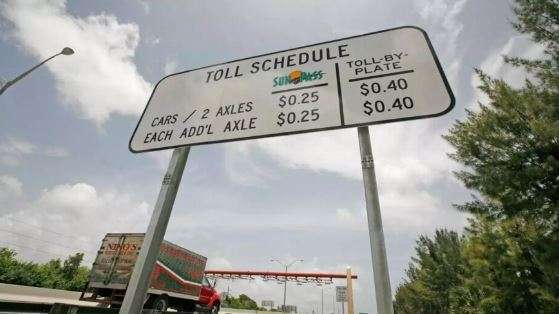 TOLL SCHEDULE
SUNPASS
TOLL-BY-
PLATE
CARS / 2 AXLES $0.25 $0.40
EACH ADD'L AXLE $0.25 $0.40
NINO'S